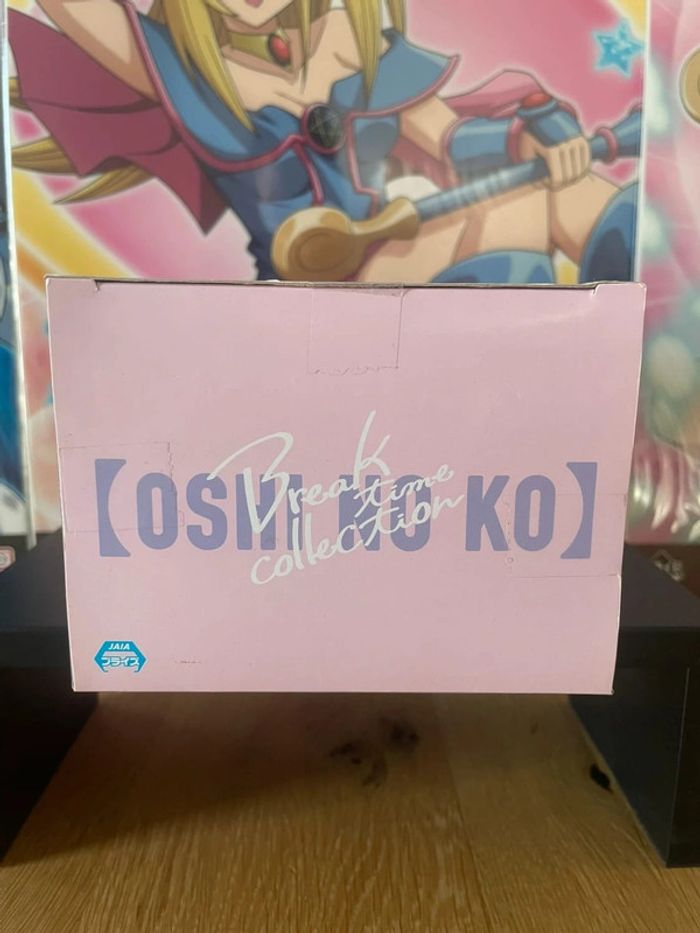 【OSHI NO KO】
Break
time
collection
JAIA
プライズ